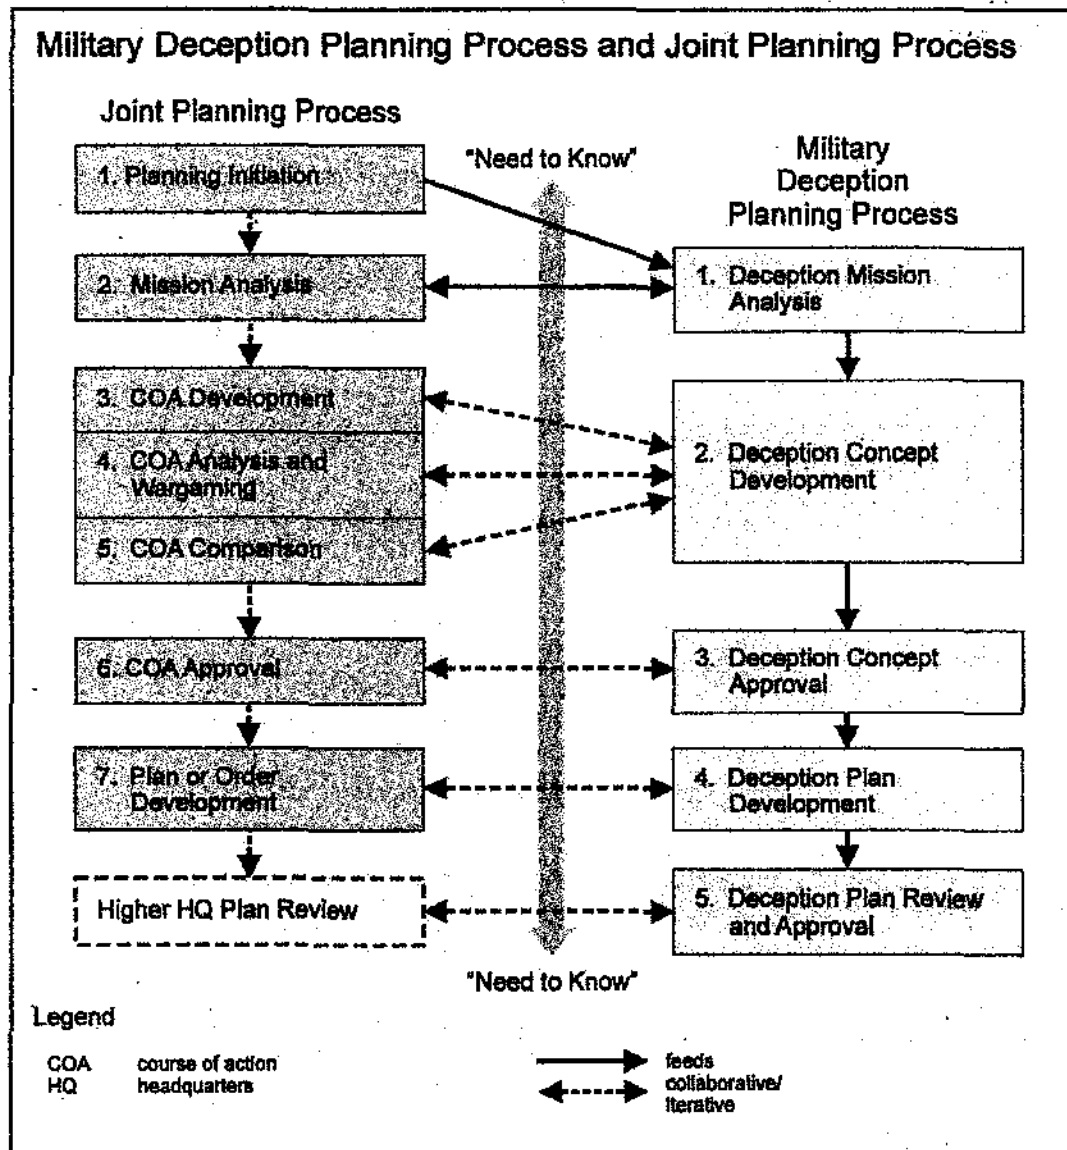 Military Deception Planning Process and Joint Planning Process
Joint Planning Process
1. Planning Initiation
2. Mission Analysis
3. COA Development
4. COA Analysis and
Wargaming
5. COA Comparison
6. COA Approval
7. Plan or Order
Development
Higher HQ Plan Review
"Need to Know"
"Need to Know"
Military
Deception
Planning Process
1. Deception Mission
Analysis
2. Deception Concept
Development
3. Deception Concept
Approval
4. Deception Plan
Development
5. Deception Plan Review
and Approval
Legend
COA course of action
HQ headquarters
feeds
collaborative/
iterative